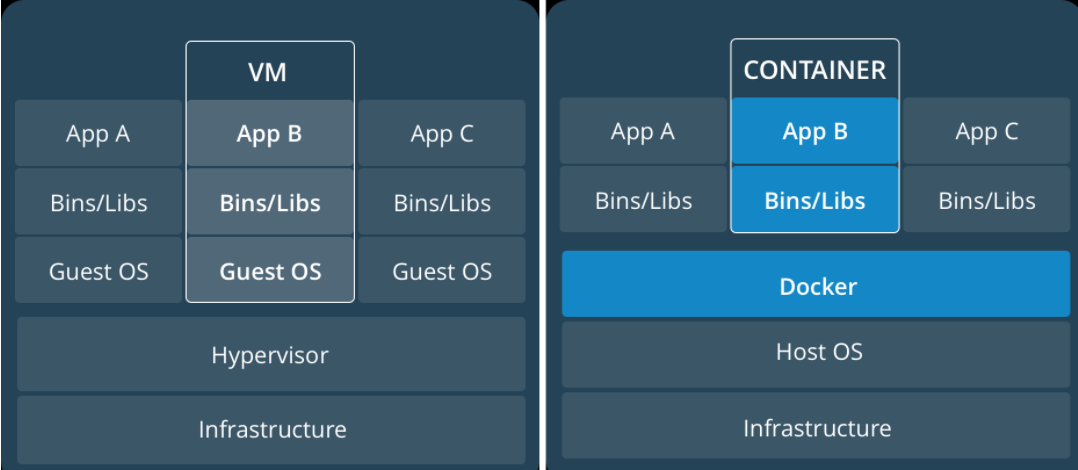 VM
App A
App B
App C
Bins/Libs
Bins/Libs
Bins/Libs
Guest OS
Guest OS
Guest OS
Hypervisor
Infrastructure
CONTAINER
App A
App B
App C
Bins/Libs
Bins/Libs
Bins/Libs
Docker
Host OS
Infrastructure